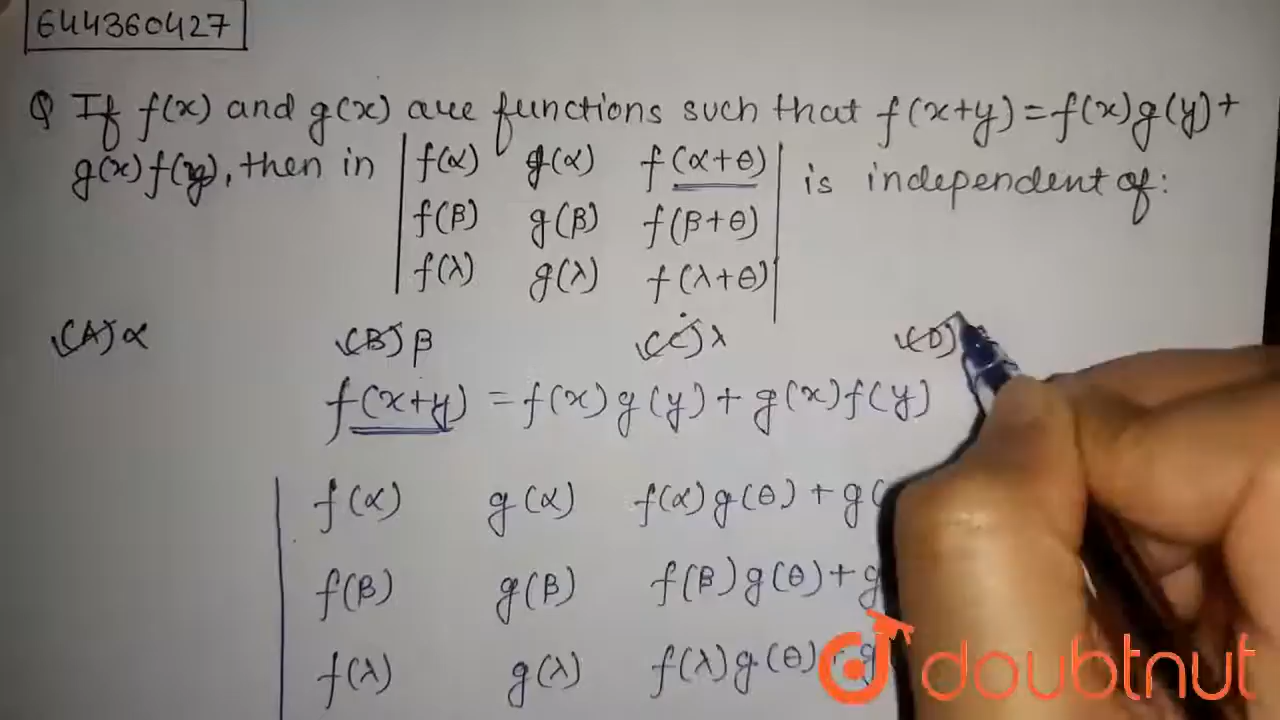 644360427
Q If f(x) and g(x) are functions such that f(x+y)=f(x)g(y)+
g(x)f(y), then in | f(α) g(α) f(α+θ) | is independent of:
f(β) g(β) f(β+θ)
f(λ) g(λ) f(λ+θ)
(A) α (B) β (C) λ (D)
f(x+y) = f(x)g(y)+g(x)f(y)
f(α) g(α) f(α)g(θ)+g(
f(β) g(β) f(β)g(θ)+g
f(λ) g(λ) f(λ)g(θ)+g
doubtnut